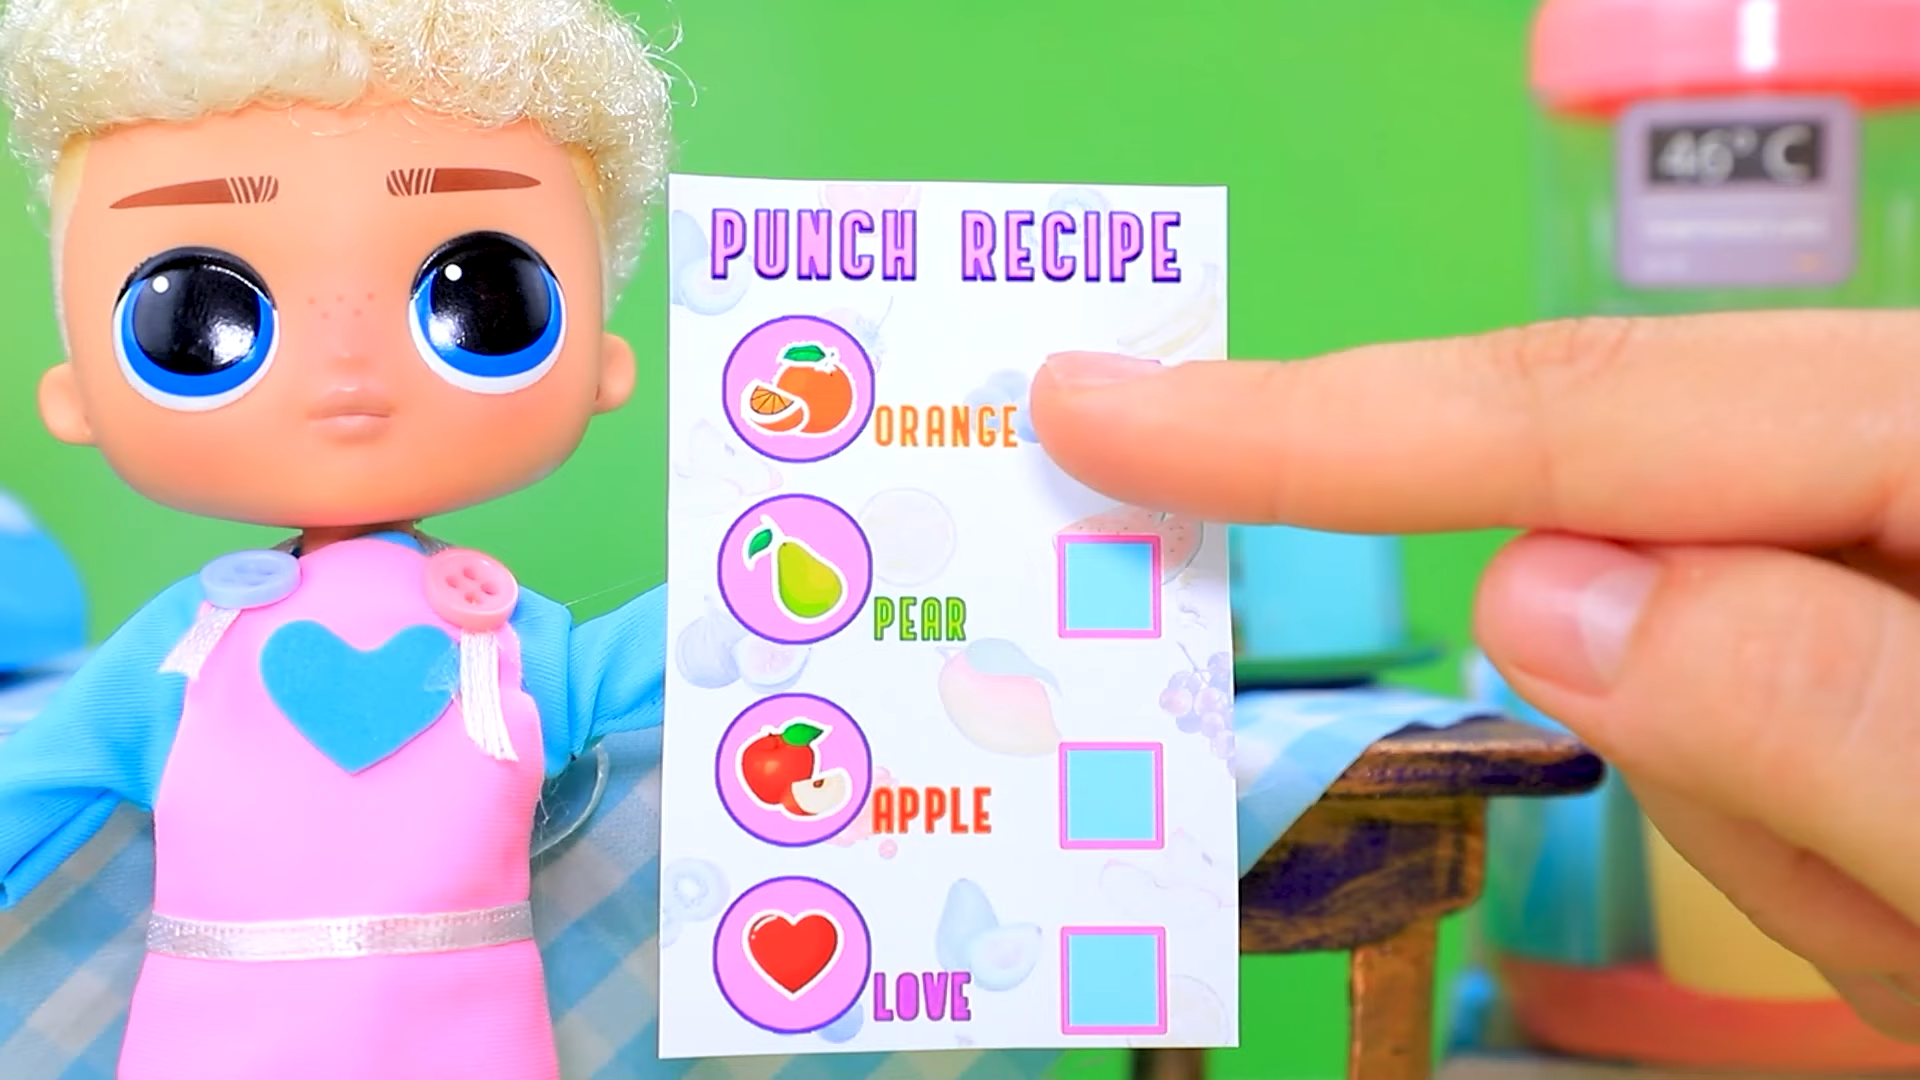 46° C
PUNCH RECIPE
ORANGE
PEAR
APPLE
LOVE